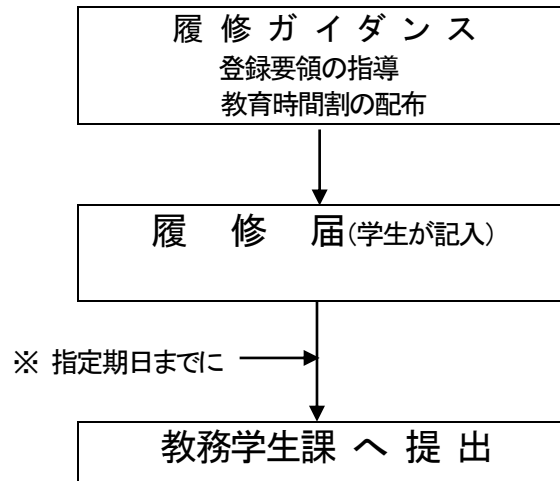 履 修 ガ イ ダ ン ス
登録要領の指導
教育時間割の配布
履 修 届(学生が記入)
※ 指定期日までに
教務学生課 へ 提 出